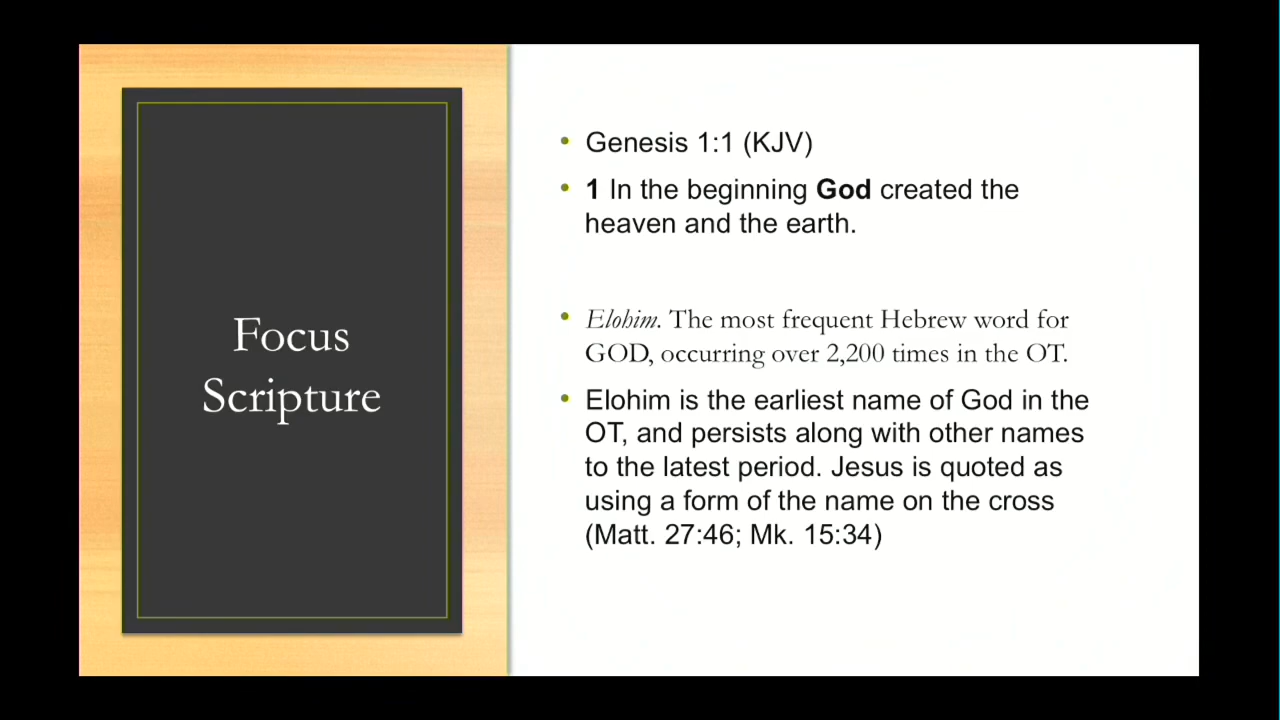 Focus
Scripture
• Genesis 1:1 (KJV)
• 1 In the beginning God created the
heaven and the earth.
• Elohim. The most frequent Hebrew word for
GOD, occurring over 2,200 times in the OT.
• Elohim is the earliest name of God in the
OT, and persists along with other names
to the latest period. Jesus is quoted as
using a form of the name on the cross
(Matt. 27:46; Mk. 15:34)